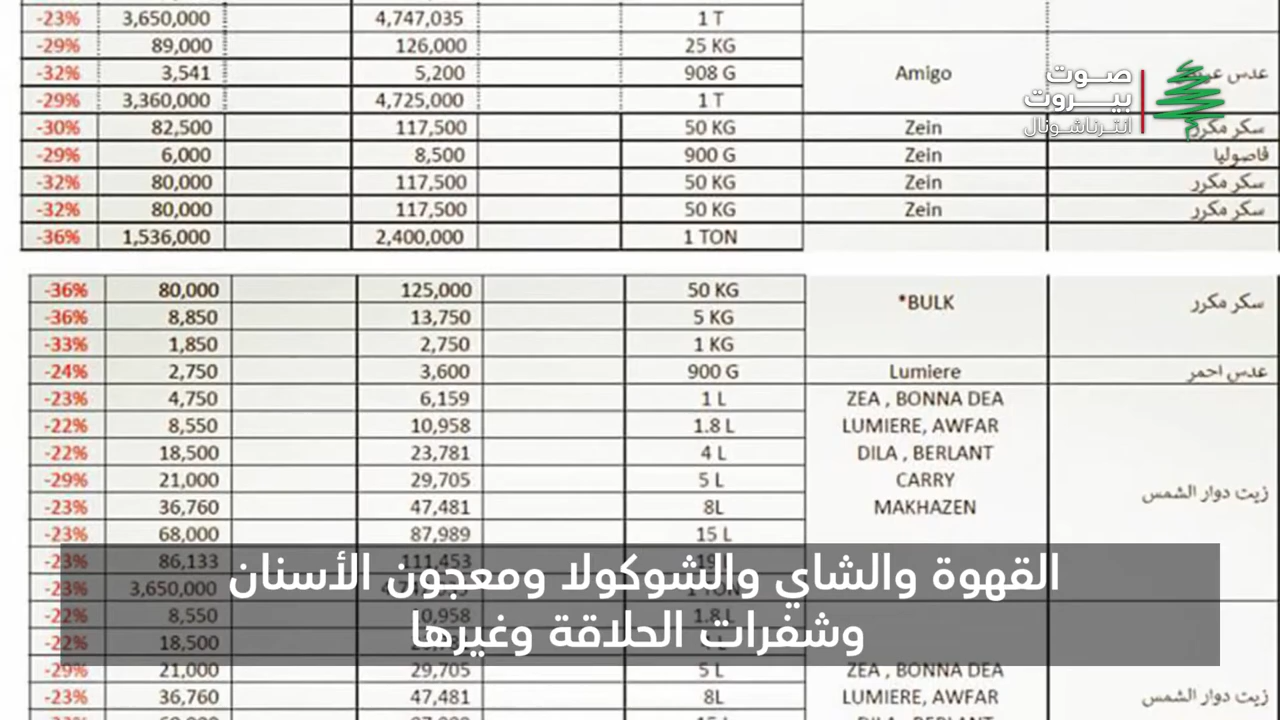 -23% 3,650,000 4,747,035 1 T
-29% 89,000 126,000 25 KG
-32% 3,541 5,200 908 G Amigo عدس
-29% 3,360,000 4,725,000 1 T
صوت
بيروت
انترناشونال
-30% 82,500 117,500 50 KG Zein سكر مكرر
-29% 6,000 8,500 900 G Zein فاصوليا
-32% 80,000 117,500 50 KG Zein سكر مكرر
-32% 80,000 117,500 50 KG Zein سكر مكرر
-36% 1,536,000 2,400,000 1 TON
-36% 80,000 125,000 50 KG *BULK سكر مكرر
-36% 8,850 13,750 5 KG
-33% 1,850 2,750 1 KG
-24% 2,750 3,600 900 G Lumiere عدس احمر
-23% 4,750 6,159 1 L ZEA , BONNA DEA
-22% 8,550 10,958 1.8 L LUMIERE, AWFAR
-22% 18,500 23,781 4 L DILA , BERLANT
-29% 21,000 29,705 5 L CARRY زيت دوار الشمس
-23% 36,760 47,481 8L MAKHAZEN
-23% 68,000 87,989 15 L
-23% 86,133 111,453
-23% 3,650,000 1 TON
-22% 8,550 10,958 1.8 L
-22% 18,500 4 L
القهوة والشاي والشوكولا ومعجون الأسنان
وشفرات الحلاقة وغيرها
-29% 21,000 29,705 5 L ZEA , BONNA DEA
-23% 36,760 47,481 8L LUMIERE, AWFAR زيت دوار الشمس